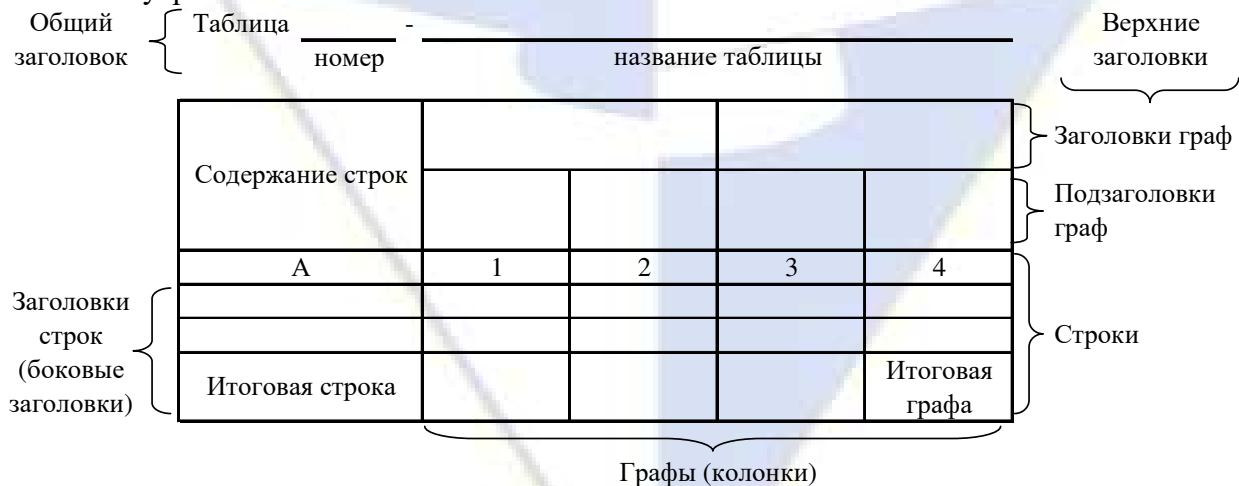 Общий
заголовок
Таблица -
номер
название таблицы
Верхние
заголовки
Содержание строк
Заголовки граф
Подзаголовки
граф
А 1 2 3 4
Заголовки
строк
(боковые
заголовки)
Строки
Итоговая строка
Итоговая
графа
Графы (колонки)